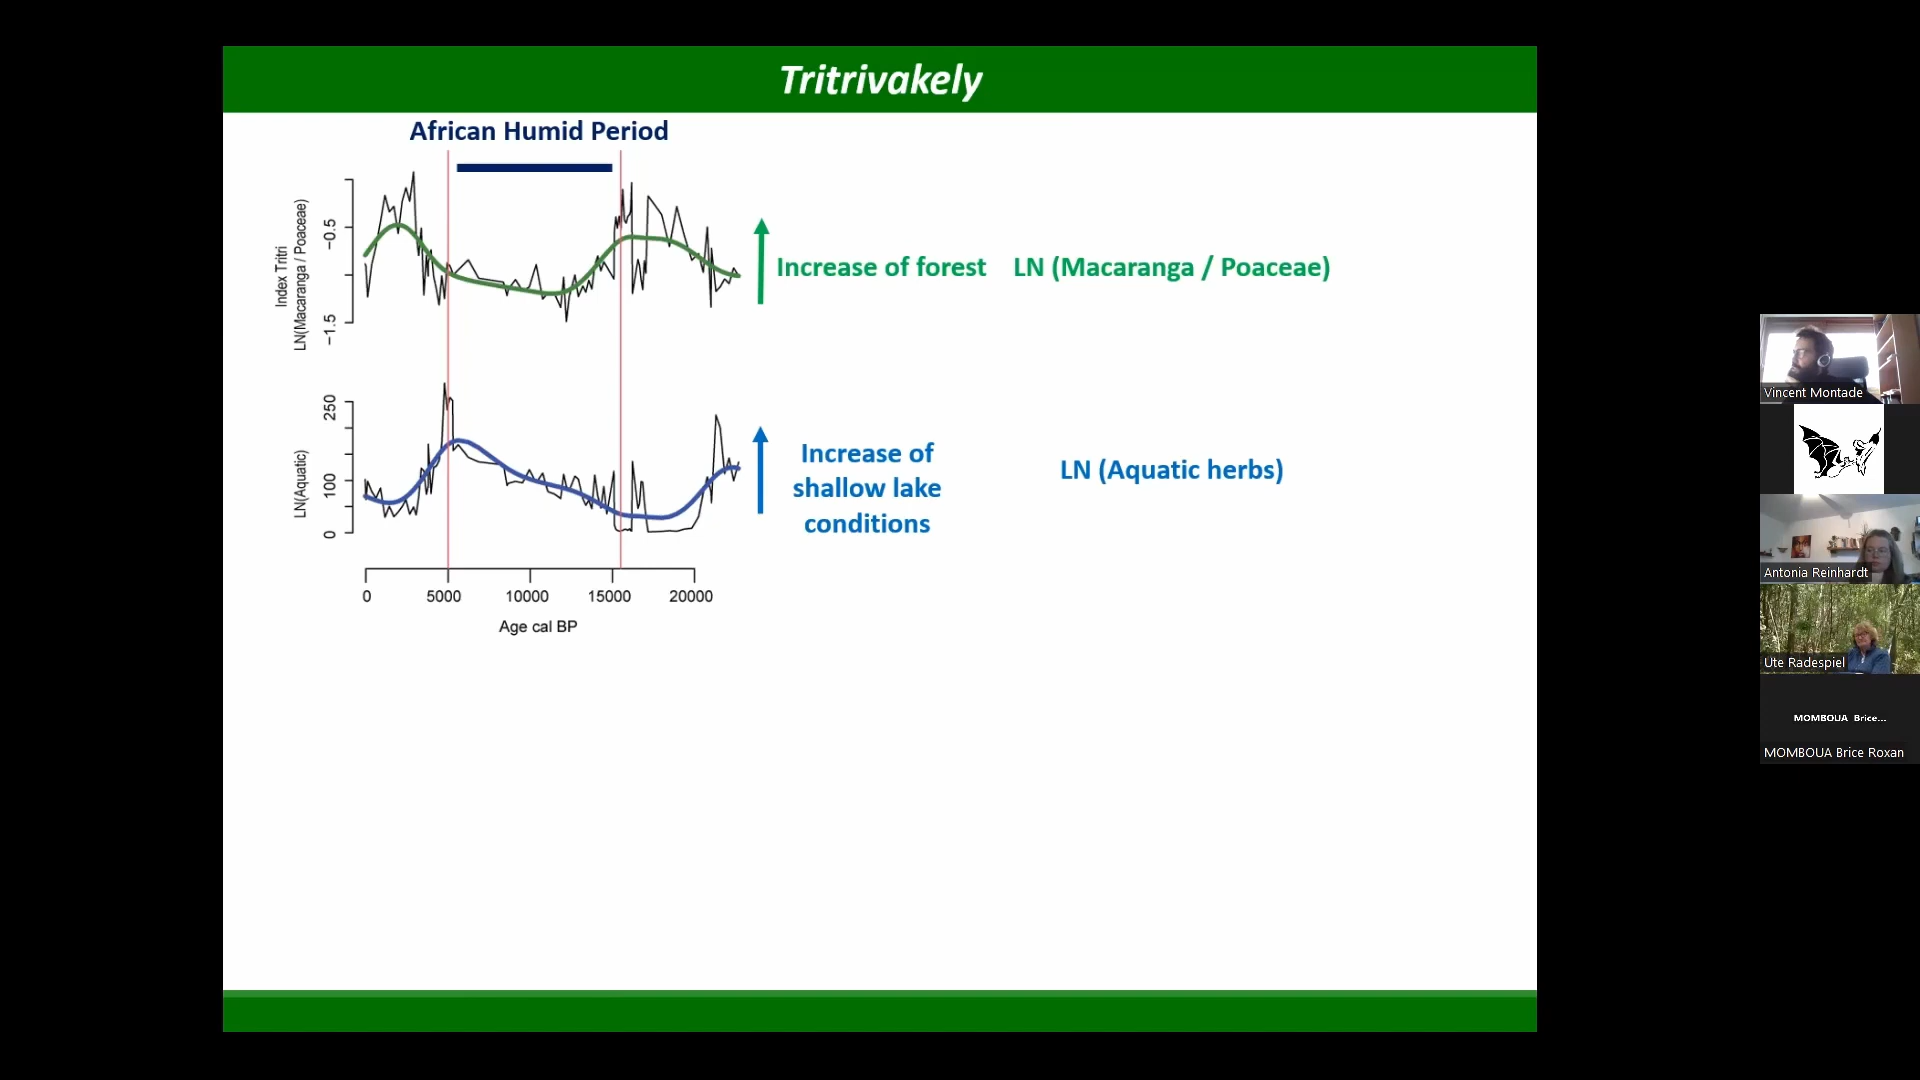 Tritrivakely
African Humid Period
Index Tritri
LN(Macaranga / Poaceae)
−0.5
−1.5
Increase of forest
LN (Macaranga / Poaceae)
LN(Aquatic)
250
100
0
Increase of
shallow lake
conditions
LN (Aquatic herbs)
0 5000 10000 15000 20000
Age cal BP
Vincent Montade
Antonia Reinhardt
Ute Radespiel
MOMBOUA Brice...
MOMBOUA Brice Roxan